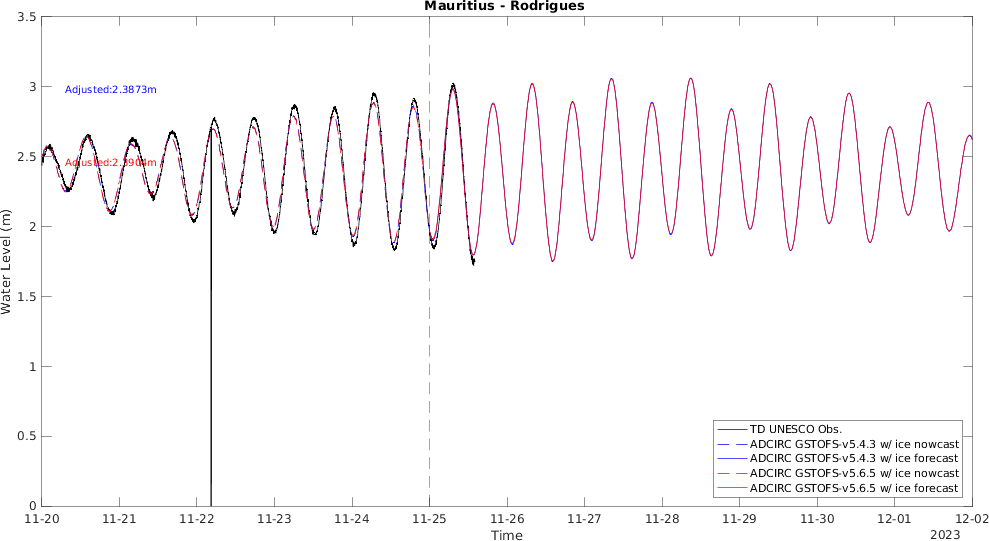 Mauritius - Rodrigues
3.5
3
2.5
2
1.5
1
0.5
0
Water Level (m)
Adjusted:2.3873m
Adjusted:2.3904m
TD UNESCO Obs.
ADCIRC GSTOFS-v5.4.3 w/ ice nowcast
ADCIRC GSTOFS-v5.4.3 w/ ice forecast
ADCIRC GSTOFS-v5.6.5 w/ ice nowcast
ADCIRC GSTOFS-v5.6.5 w/ ice forecast
11-20 11-21 11-22 11-23 11-24 11-25 11-26 11-27 11-28 11-29 11-30 12-01 12-02
Time
2023